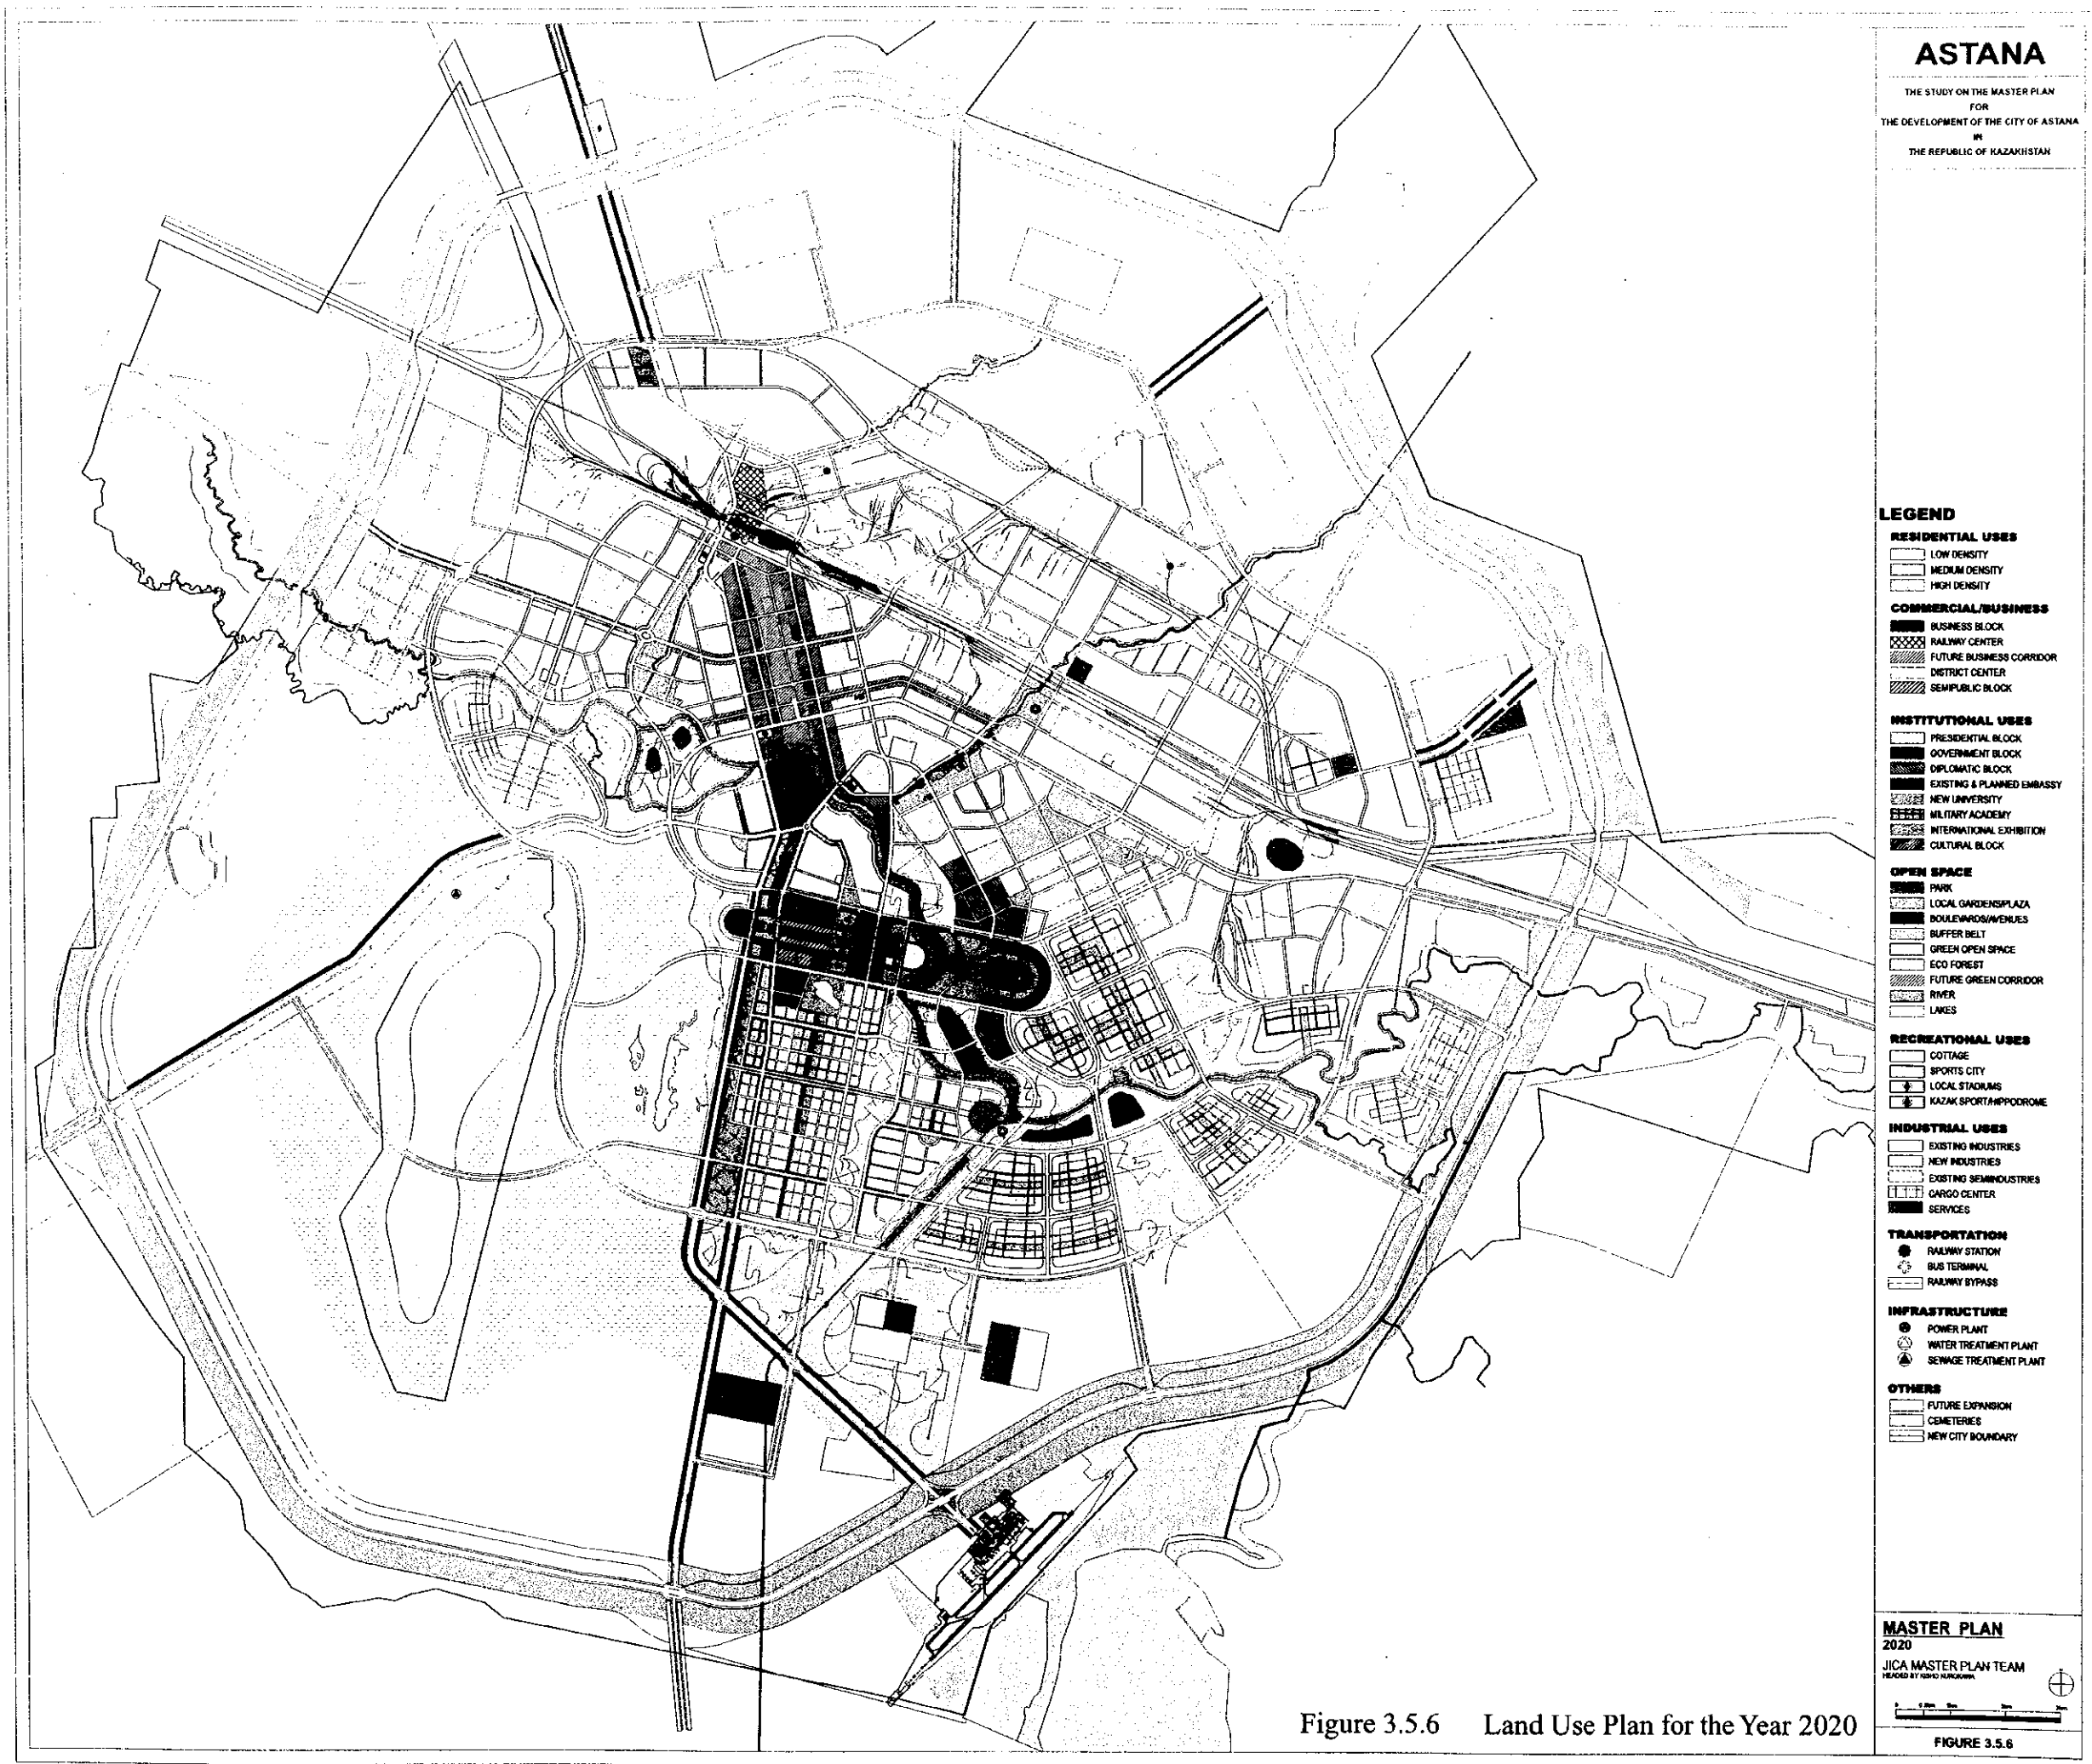 ASTANA
THE STUDY ON THE MASTER PLAN
FOR
THE DEVELOPMENT OF THE CITY OF ASTANA
IN
THE REPUBLIC OF KAZAKHSTAN
LEGEND
RESIDENTIAL USES
LOW DENSITY
MEDIUM DENSITY
HIGH DENSITY
COMMERCIAL/BUSINESS
BUSINESS BLOCK
RAILWAY CENTER
FUTURE BUSINESS CORRIDOR
DISTRICT CENTER
SEMIPUBLIC BLOCK
INSTITUTIONAL USES
PRESIDENTIAL BLOCK
GOVERNMENT BLOCK
DIPLOMATIC BLOCK
EXISTING & PLANNED EMBASSY
NEW UNIVERSITY
MILITARY ACADEMY
INTERNATIONAL EXHIBITION
CULTURAL BLOCK
OPEN SPACE
PARK
LOCAL GARDENS/PLAZA
BOULEVARDS/AVENUES
BUFFER BELT
GREEN OPEN SPACE
ECO FOREST
FUTURE GREEN CORRIDOR
RIVER
LAKES
RECREATIONAL USES
COTTAGE
SPORTS CITY
LOCAL STADIUMS
KAZAK SPORT/HIPPODROME
INDUSTRIAL USES
EXISTING INDUSTRIES
NEW INDUSTRIES
EXISTING SEMIINDUSTRIES
CARGO CENTER
SERVICES
TRANSPORTATION
RAILWAY STATION
BUS TERMINAL
RAILWAY BYPASS
INFRASTRUCTURE
POWER PLANT
WATER TREATMENT PLANT
SEWAGE TREATMENT PLANT
OTHERS
FUTURE EXPANSION
CEMETERIES
NEW CITY BOUNDARY
MASTER PLAN
2020
JICA MASTER PLAN TEAM
HEADED BY KISHO KUROKAWA
FIGURE 3.5.6
Figure 3.5.6 Land Use Plan for the Year 2020